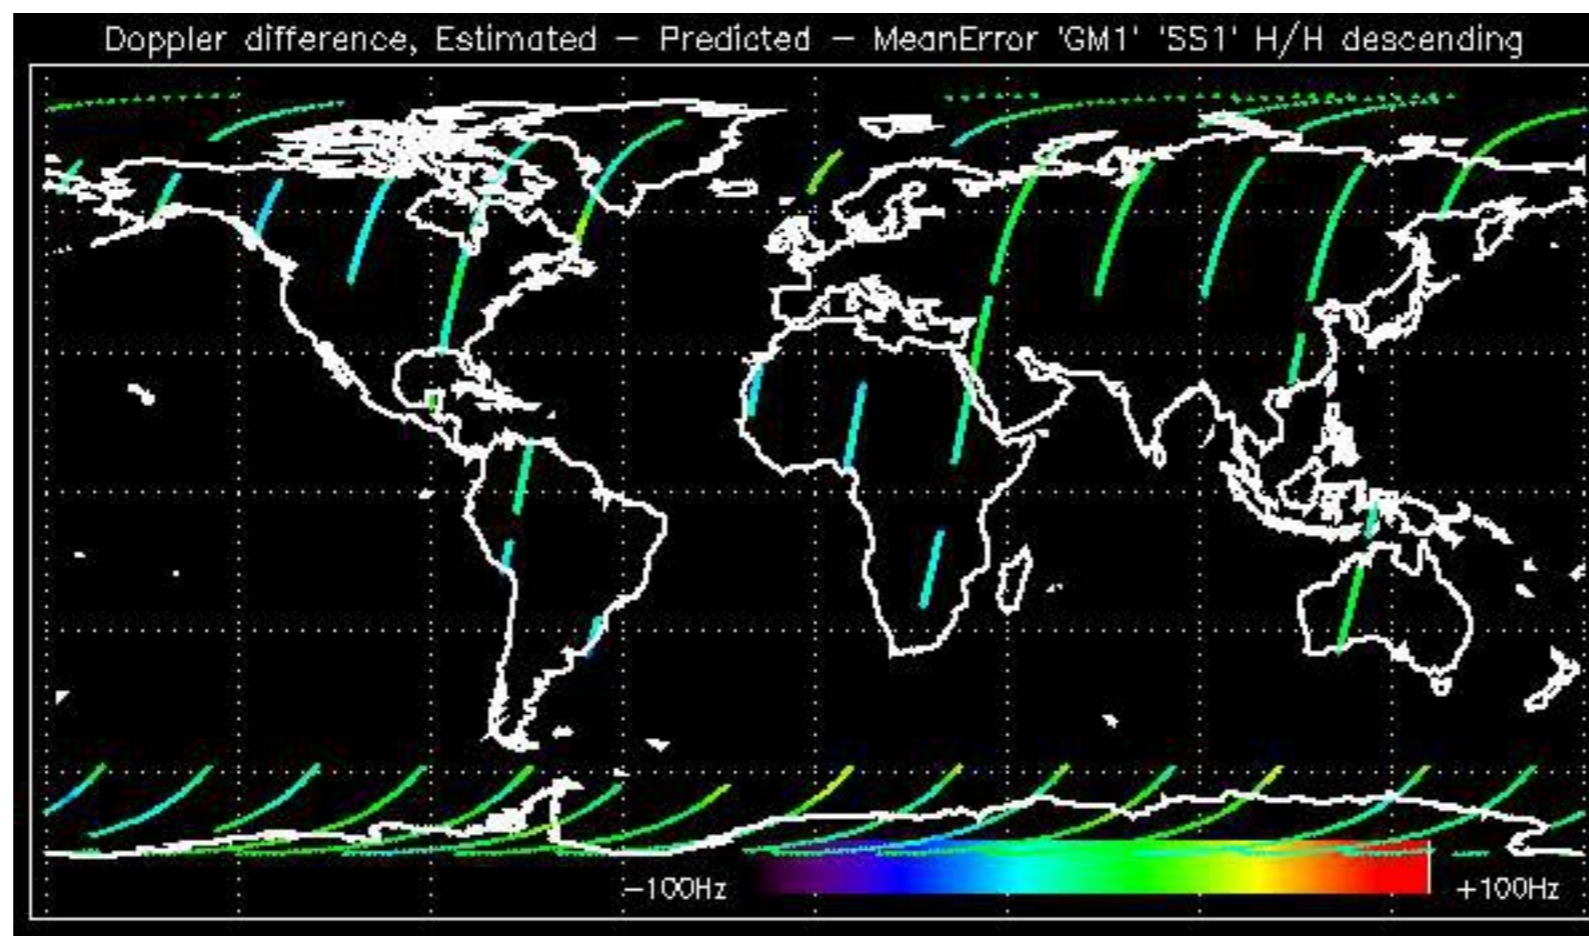 Doppler difference, Estimated – Predicted – MeanError 'GM1' 'SS1' H/H descending
–100Hz
+100Hz